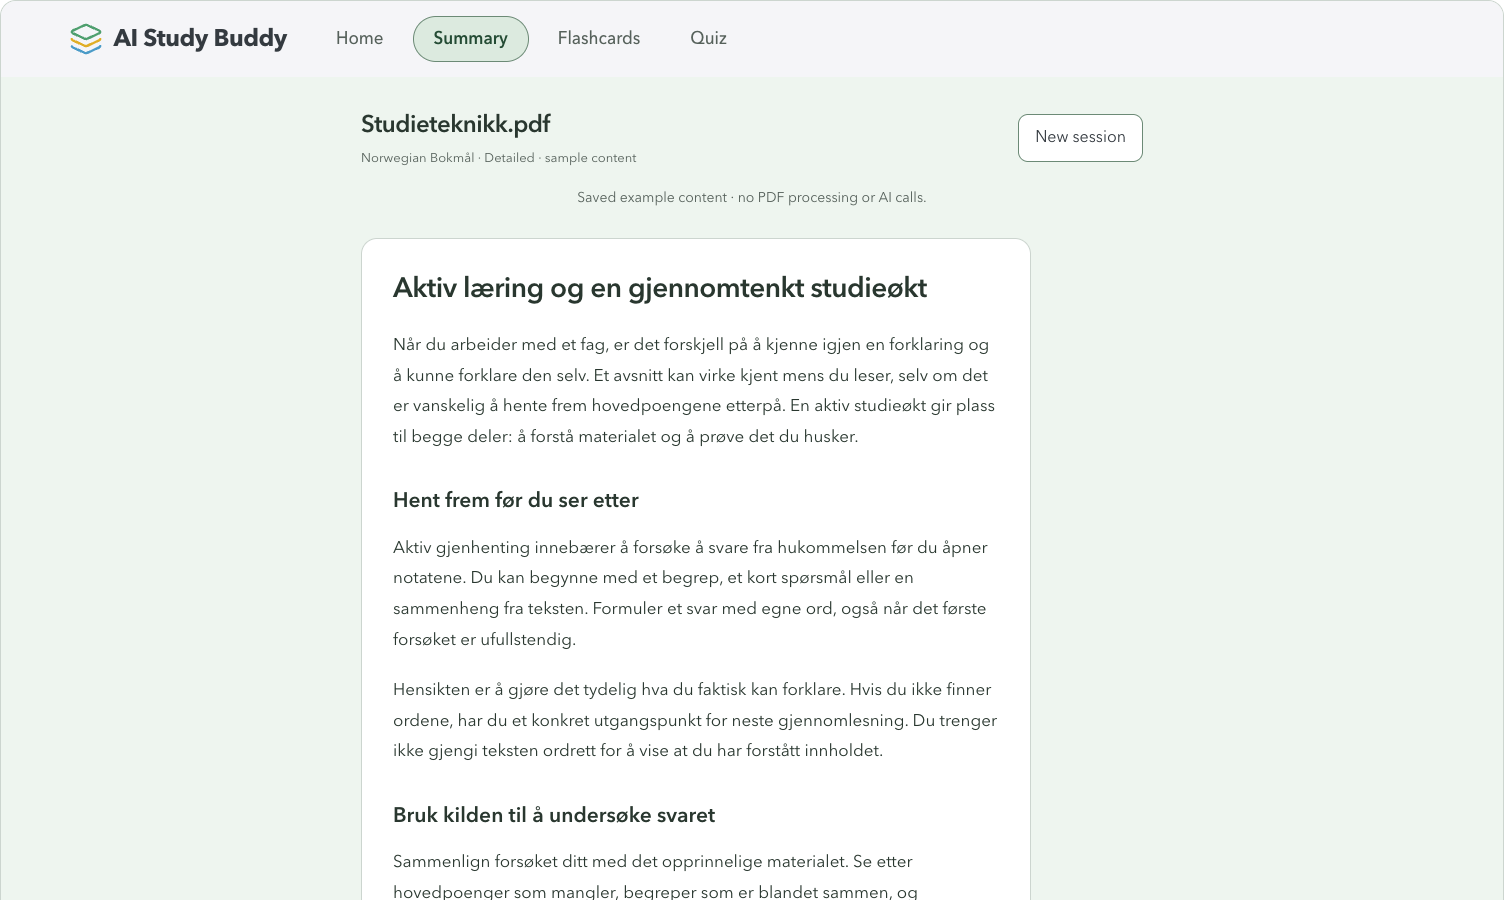 AI Study Buddy
Home
Summary
Flashcards
Quiz
Studieteknikk.pdf
Norwegian Bokmål · Detailed · sample content
New session
Saved example content · no PDF processing or AI calls.
Aktiv læring og en gjennomtenkt studieøkt
Når du arbeider med et fag, er det forskjell på å kjenne igjen en forklaring og
å kunne forklare den selv. Et avsnitt kan virke kjent mens du leser, selv om det
er vanskelig å hente frem hovedpoengene etterpå. En aktiv studieøkt gir plass
til begge deler: å forstå materialet og å prøve det du husker.
Hent frem før du ser etter
Aktiv gjenhenting innebærer å forsøke å svare fra hukommelsen før du åpner
notatene. Du kan begynne med et begrep, et kort spørsmål eller en
sammenheng fra teksten. Formuler et svar med egne ord, også når det første
forsøket er ufullstendig.
Hensikten er å gjøre det tydelig hva du faktisk kan forklare. Hvis du ikke finner
ordene, har du et konkret utgangspunkt for neste gjennomlesning. Du trenger
ikke gjengi teksten ordrett for å vise at du har forstått innholdet.
Bruk kilden til å undersøke svaret
Sammenlign forsøket ditt med det opprinnelige materialet. Se etter
hovedpoenger som mangler, begreper som er blandet sammen, og